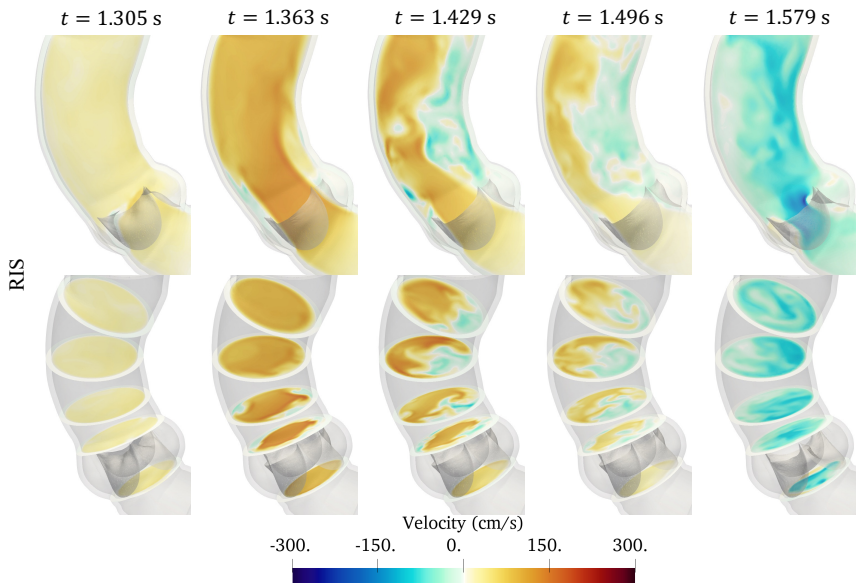 t = 1.305 s t = 1.363 s t = 1.429 s t = 1.496 s t = 1.579 s
RIS
Velocity (cm/s)
-300. -150. 0. 150. 300.